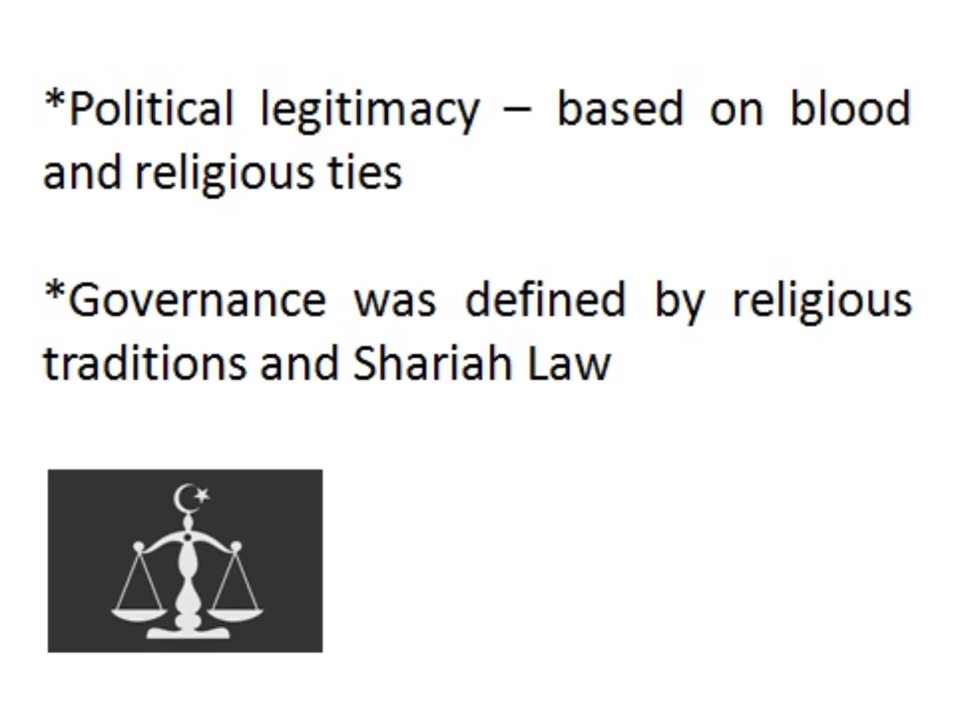 *Political legitimacy – based on blood
and religious ties
*Governance was defined by religious
traditions and Shariah Law